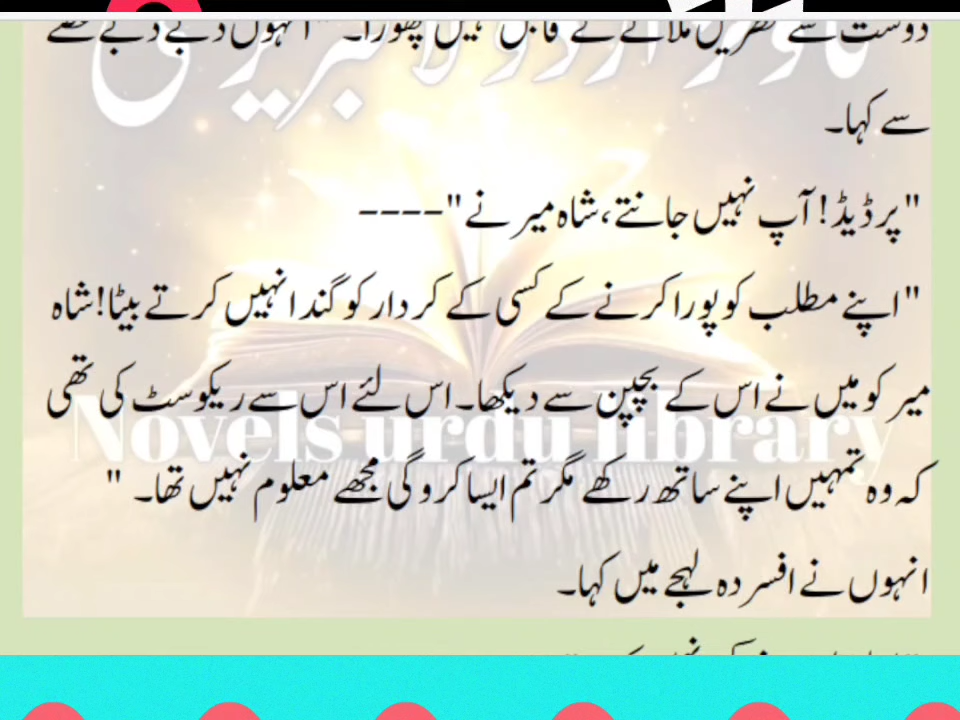 دوست سے نظریں ملانے کے قابل نہیں چھوڑا۔" انہوں دبے دبے غصے
سے کہا۔
"پر ڈیڈ! آپ نہیں جانتے، شاہ میر نے"----
"اپنے مطلب کو پورا کرنے کے کسی کے کردار کو گندا نہیں کرتے بیٹا! شاہ
میر کو میں نے اس کے بچپن سے دیکھا۔ اس لئے اس سے ریکوسٹ کی تھی
کہ وہ تمہیں اپنے ساتھ رکھے مگر تم ایسا کرو گی مجھے معلوم نہیں تھا۔ "
انہوں نے افسردہ لہجے میں کہا۔
Novels urdu library